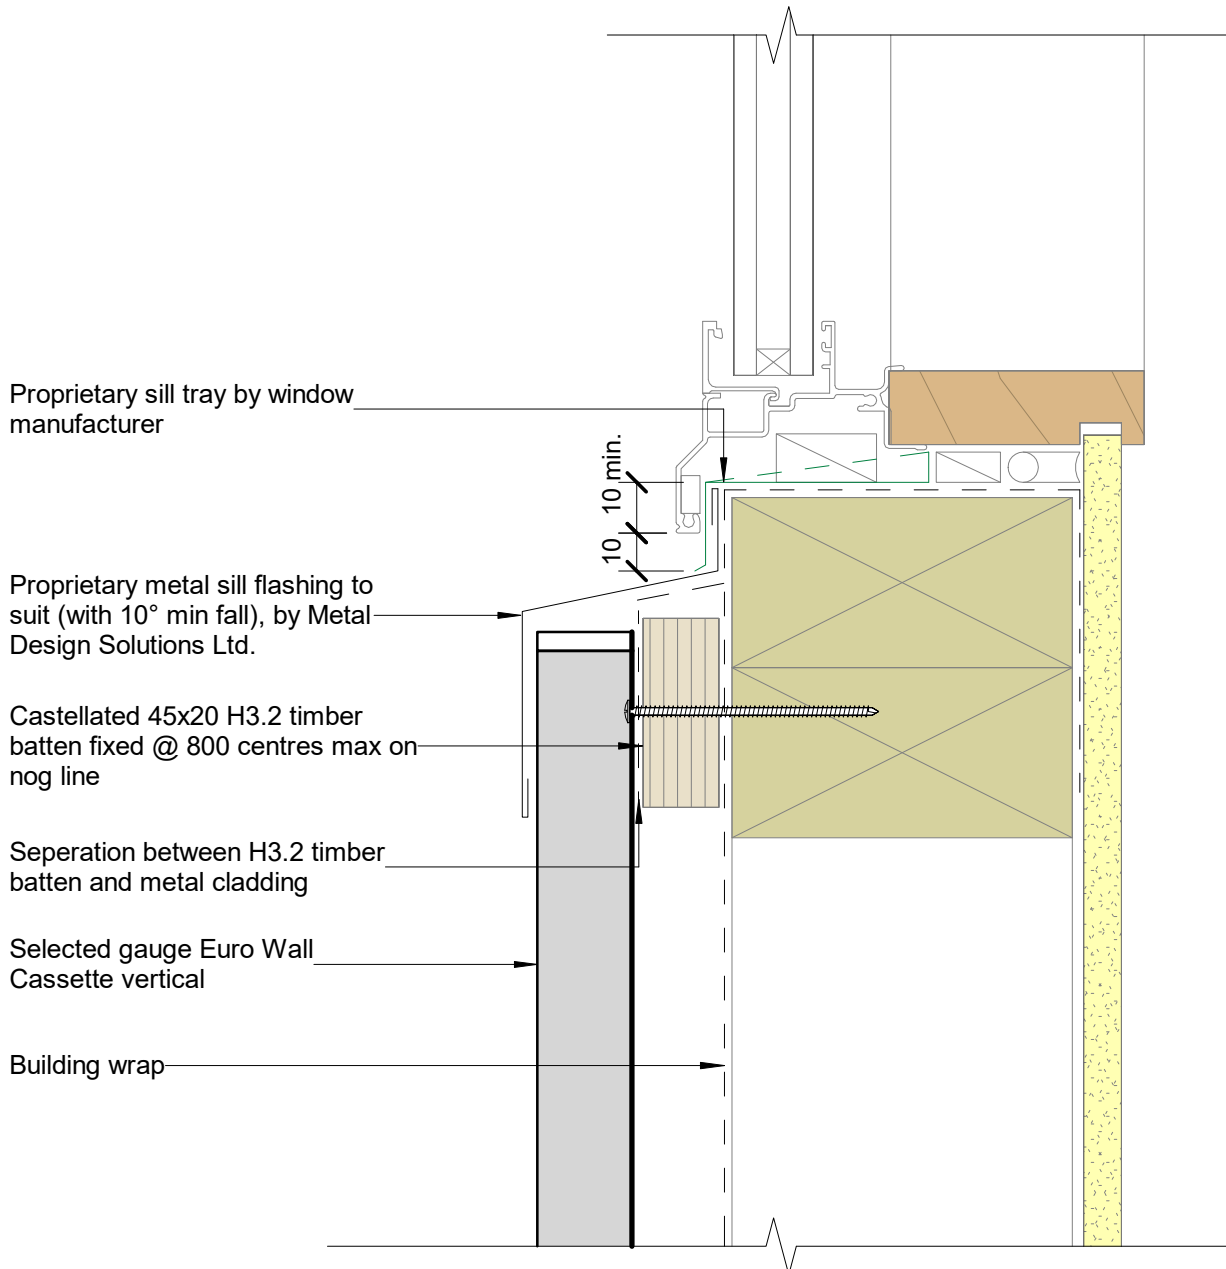 Proprietary sill tray by window
manufacturer
10 min.
10
Proprietary metal sill flashing to
suit (with 10° min fall), by Metal
Design Solutions Ltd.
Castellated 45x20 H3.2 timber
batten fixed @ 800 centres max on
nog line
Seperation between H3.2 timber
batten and metal cladding
Selected gauge Euro Wall
Cassette vertical
Building wrap